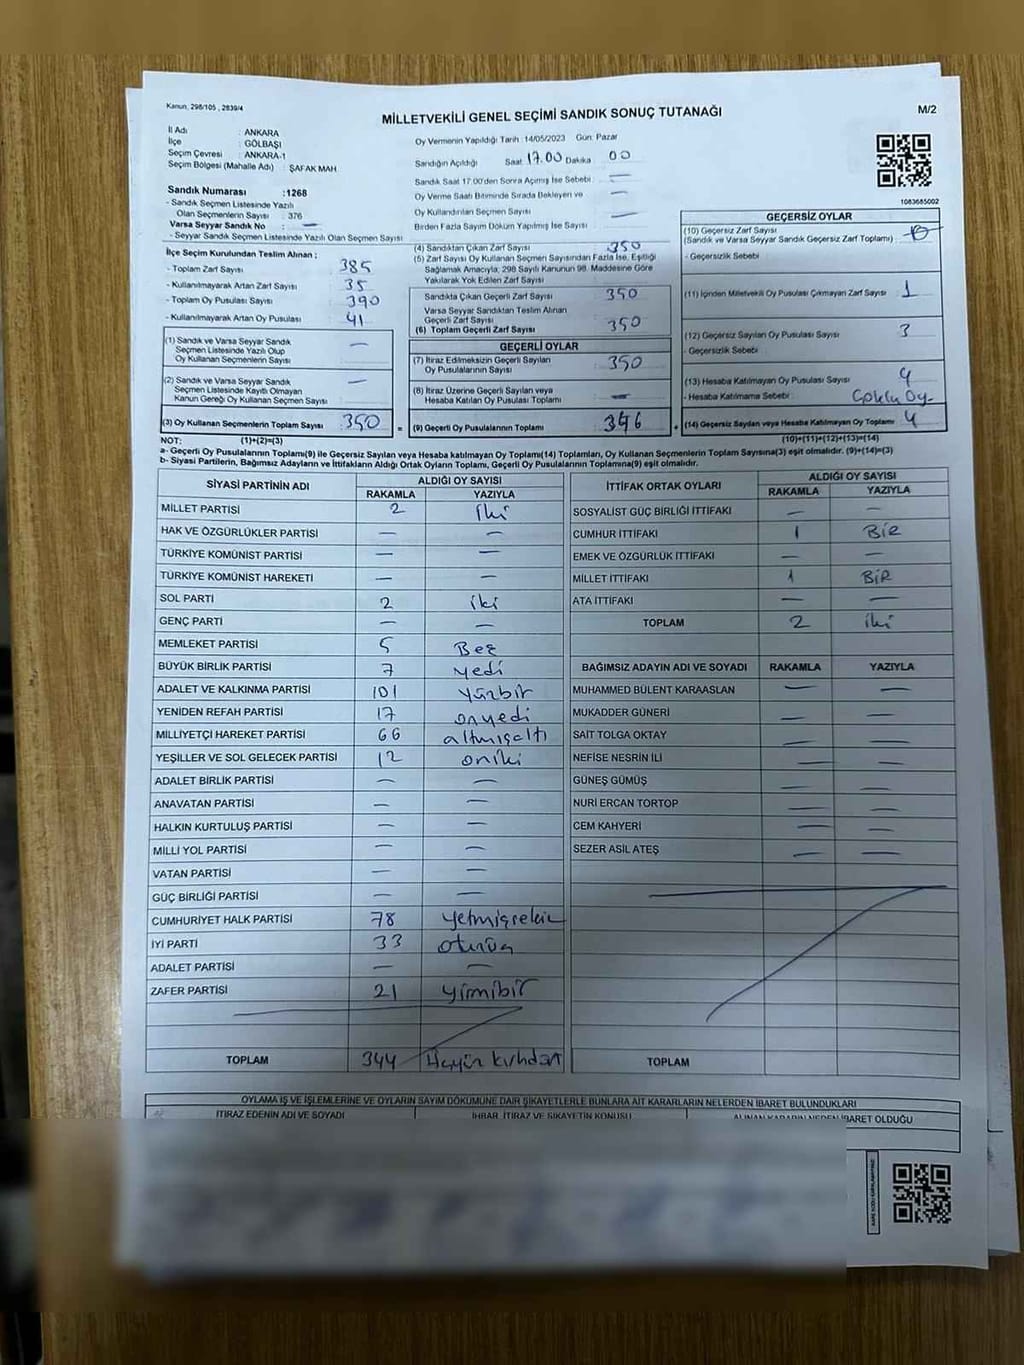 Kanun, 298/105 , 2839/4
MİLLETVEKİLİ GENEL SEÇİMİ SANDIK SONUÇ TUTANAĞI
M/2
İl Adı : ANKARA
İlçe : GÖLBAŞI
Seçim Çevresi : ANKARA-1
Seçim Bölgesi (Mahalle Adı) : ŞAFAK MAH
Sandık Numarası : 1268
- Sandık Seçmen Listesinde Yazılı
Olan Seçmenlerin Sayısı : 376
Varsa Seyyar Sandık No : —
- Seyyar Sandık Seçmen Listesinde Yazılı Olan Seçmen Sayısı
Oy Vermenin Yapıldığı Tarih : 14/05/2023 Gün: Pazar
Sandığın Açıldığı Saat 17.00 Dakika 00
Sandık Saat 17.00'den Sonra Açılmış İse Sebebi : —
Oy Verme Saati Bitiminde Sırada Bekleyen ve —
Oy Kullandırılan Seçmen Sayısı —
Birden Fazla Sayım Döküm Yapılmış İse Sayısı
1083685002
İlçe Seçim Kurulundan Teslim Alınan :
- Toplam Zarf Sayısı : 385
- Kullanılmayarak Artan Zarf Sayısı : 35
- Toplam Oy Pusulası Sayısı : 390
- Kullanılmayarak Artan Oy Pusulası : 41
(1) Sandık ve Varsa Seyyar Sandık
Seçmen Listesinde Yazılı Olup
Oy Kullanan Seçmenlerin Sayısı : —
(2) Sandık ve Varsa Seyyar Sandık
Seçmen Listesinde Kayıtlı Olmayan
Kanun Gereği Oy Kullanan Seçmen Sayısı : —
(3) Oy Kullanan Seçmenlerin Toplam Sayısı : 350
(4) Sandıktan Çıkan Zarf Sayısı : 350
(5) Zarf Sayısı Oy Kullanan Seçmen Sayısından Fazla İse, Eşitliği
Sağlamak Amacıyla; 298 Sayılı Kanunun 98. Maddesine Göre
Yakılarak Yok Edilen Zarf Sayısı :
Sandıkta Çıkan Geçerli Zarf Sayısı : 350
Varsa Seyyar Sandıktan Teslim Alınan
Geçerli Zarf Sayısı :
(6) Toplam Geçerli Zarf Sayısı : 350
GEÇERLİ OYLAR
(7) İtiraz Edilmeksizin Geçerli Sayılan
Oy Pusulalarının Sayısı : 350
(8) İtiraz Üzerine Geçerli Sayılan veya
Hesaba Katılan Oy Pusulası Toplamı : —
= (9) Geçerli Oy Pusulalarının Toplamı : 346
GEÇERSİZ OYLAR
(10) Geçersiz Zarf Sayısı
(Sandık ve Varsa Seyyar Sandık Geçersiz Zarf Toplamı) :
- Geçersizlik Sebebi
(11) İçinden Milletvekili Oy Pusulası Çıkmayan Zarf Sayısı : 1
(12) Geçersiz Sayılan Oy Pusulası Sayısı : 3
- Geçersizlik Sebebi
(13) Hesaba Katılmayan Oy Pusulası Sayısı : 4
- Hesaba Katılmama Sebebi : Çoklu Oy
+ (14) Geçersiz Sayılan veya Hesaba Katılmayan Oy Toplamı : 4
NOT: (1)+(2)=(3) (10)+(11)+(12)+(13)=(14)
a- Geçerli Oy Pusulalarının Toplamı(9) ile Geçersiz Sayılan veya Hesaba katılmayan Oy Toplamı(14) Toplamları, Oy Kullanan Seçmenlerin Toplam Sayısına(3) eşit olmalıdır. (9)+(14)=(3)
b- Siyasi Partilerin, Bağımsız Adayların ve İttifakların Aldığı Ortak Oyların Toplamı, Geçerli Oy Pusulalarının Toplamına(9) eşit olmalıdır.
SİYASİ PARTİNİN ADI ALDIĞI OY SAYISI
RAKAMLA YAZIYLA
MİLLET PARTİSİ 2 iki
HAK VE ÖZGÜRLÜKLER PARTİSİ — —
TÜRKİYE KOMÜNİST PARTİSİ — —
TÜRKİYE KOMÜNİST HAREKETİ — —
SOL PARTİ 2 iki
GENÇ PARTİ — —
MEMLEKET PARTİSİ 5 Beş
BÜYÜK BİRLİK PARTİSİ 7 yedi
ADALET VE KALKINMA PARTİSİ 101 yüzbir
YENİDEN REFAH PARTİSİ 17 onyedi
MİLLİYETÇİ HAREKET PARTİSİ 66 altmışaltı
YEŞİLLER VE SOL GELECEK PARTİSİ 12 oniki
ADALET BİRLİK PARTİSİ — —
ANAVATAN PARTİSİ — —
HALKIN KURTULUŞ PARTİSİ — —
MİLLİ YOL PARTİSİ — —
VATAN PARTİSİ — —
GÜÇ BİRLİĞİ PARTİSİ — —
CUMHURİYET HALK PARTİSİ 78 yetmişsekiz
İYİ PARTİ 33 otuzüç
ADALET PARTİSİ — —
ZAFER PARTİSİ 21 yirmibir
TOPLAM 344 üçyüz kırkdört
İTTİFAK ORTAK OYLARI ALDIĞI OY SAYISI
RAKAMLA YAZIYLA
SOSYALİST GÜÇ BİRLİĞİ İTTİFAKI — —
CUMHUR İTTİFAKI 1 BİR
EMEK VE ÖZGÜRLÜK İTTİFAKI — —
MİLLET İTTİFAKI 1 BİR
ATA İTTİFAKI — —
TOPLAM 2 iki
BAĞIMSIZ ADAYIN ADI VE SOYADI RAKAMLA YAZIYLA
MUHAMMED BÜLENT KARAASLAN — —
MUKADDER GÜNERİ — —
SAİT TOLGA OKTAY — —
NEFİSE NESRİN İLİ — —
GÜNEŞ GÜMÜŞ — —
NURİ ERCAN TORTOP — —
CEM KAHYERİ — —
SEZER ASİL ATEŞ — —
TOPLAM
OYLAMA İŞ VE İŞLEMLERİNE VE OYLARIN SAYIM DÖKÜMÜNE DAİR ŞİKAYETLERLE BUNLARA AİT KARARLARIN NELERDEN İBARET BULUNDUKLARI
İTİRAZ EDENİN ADI VE SOYADI İHBAR, İTİRAZ VE ŞİKAYETİN KONUSU ALINAN KARARIN NEDEN İBARET OLDUĞU